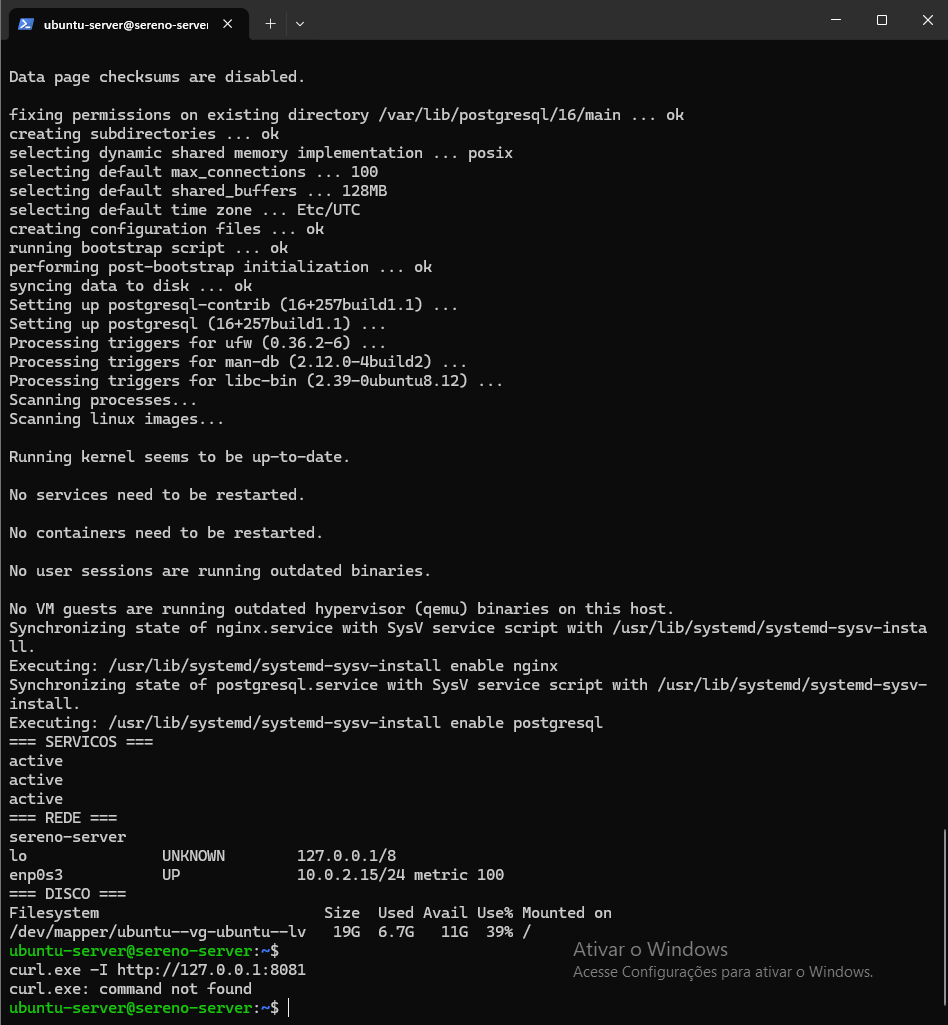 ubuntu-server@sereno-server
Data page checksums are disabled.
fixing permissions on existing directory /var/lib/postgresql/16/main ... ok
creating subdirectories ... ok
selecting dynamic shared memory implementation ... posix
selecting default max_connections ... 100
selecting default shared_buffers ... 128MB
selecting default time zone ... Etc/UTC
creating configuration files ... ok
running bootstrap script ... ok
performing post-bootstrap initialization ... ok
syncing data to disk ... ok
Setting up postgresql-contrib (16+257build1.1) ...
Setting up postgresql (16+257build1.1) ...
Processing triggers for ufw (0.36.2-6) ...
Processing triggers for man-db (2.12.0-4build2) ...
Processing triggers for libc-bin (2.39-0ubuntu8.12) ...
Scanning processes...
Scanning linux images...
Running kernel seems to be up-to-date.
No services need to be restarted.
No containers need to be restarted.
No user sessions are running outdated binaries.
No VM guests are running outdated hypervisor (qemu) binaries on this host.
Synchronizing state of nginx.service with SysV service script with /usr/lib/systemd/systemd-sysv-insta
ll.
Executing: /usr/lib/systemd/systemd-sysv-install enable nginx
Synchronizing state of postgresql.service with SysV service script with /usr/lib/systemd/systemd-sysv-
install.
Executing: /usr/lib/systemd/systemd-sysv-install enable postgresql
=== SERVICOS ===
active
active
active
=== REDE ===
sereno-server
lo               UNKNOWN        127.0.0.1/8
enp0s3           UP             10.0.2.15/24 metric 100
=== DISCO ===
Filesystem                         Size  Used Avail Use% Mounted on
/dev/mapper/ubuntu--vg-ubuntu--lv   19G  6.7G   11G  39% /
ubuntu-server@sereno-server:~$
curl.exe -I http://127.0.0.1:8081
curl.exe: command not found
ubuntu-server@sereno-server:~$
Ativar o Windows
Acesse Configurações para ativar o Windows.